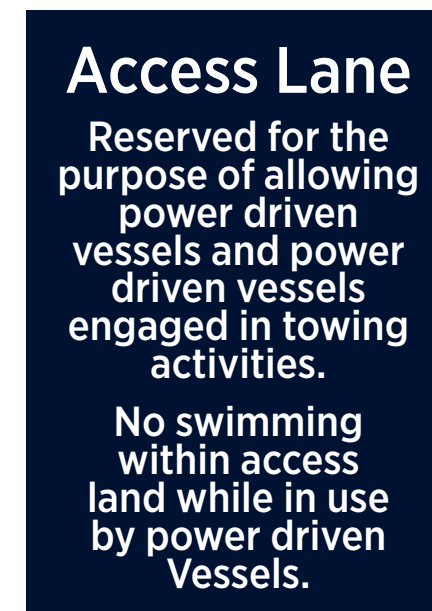 Access Lane
Reserved for the
purpose of allowing
power driven
vessels and power
driven vessels
engaged in towing
activities.
No swimming
within access
land while in use
by power driven
Vessels.